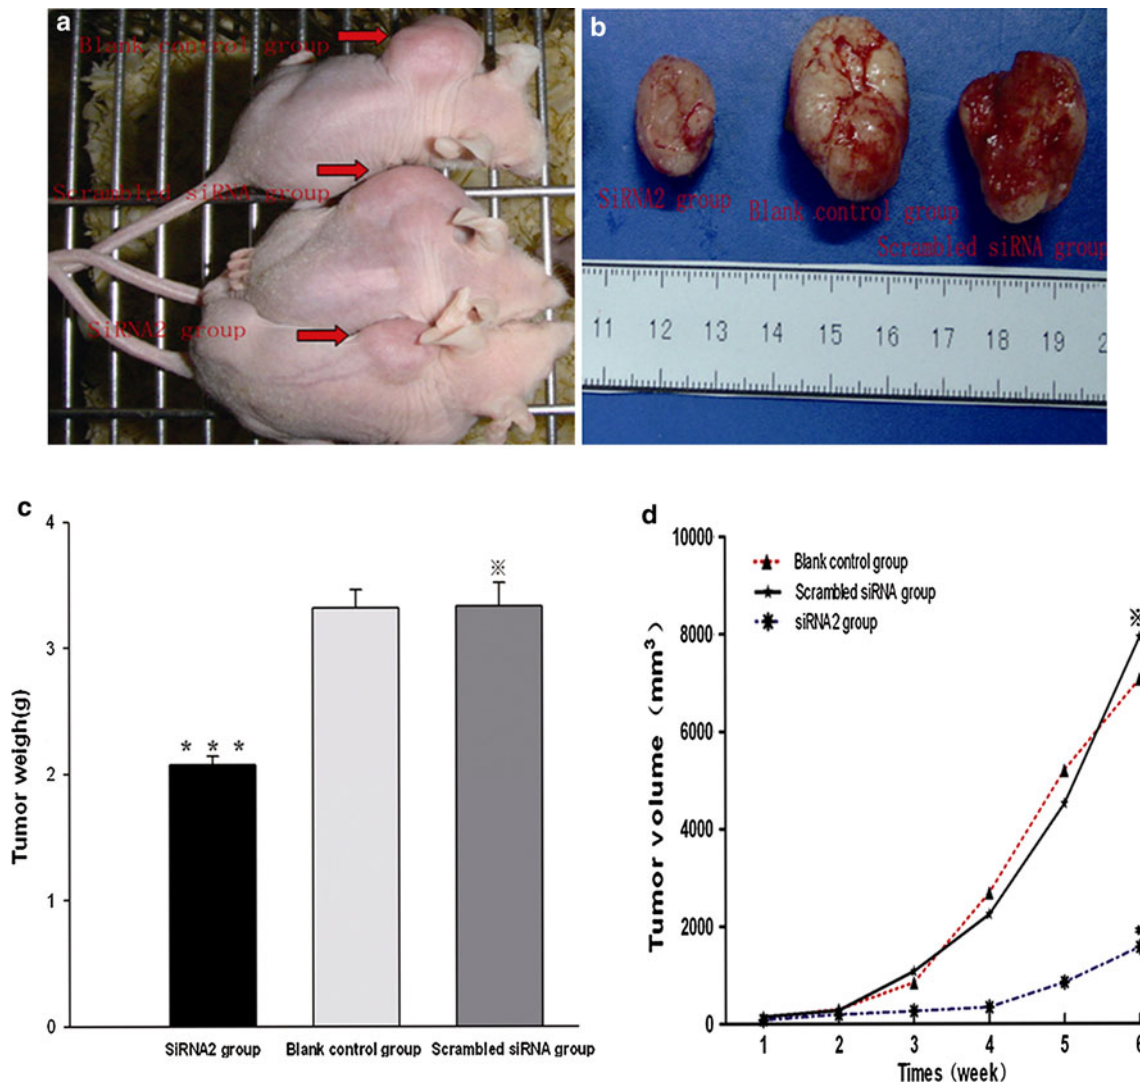 a
Blank control group
Scrambled siRNA group
SiRNA2 group
b
SiRNA2 group
Blank control group
Scrambled siRNA group
11 12 13 14 15 16 17 18 19 2
c
4
3
2
1
0
Tumor weigh(g)
* * *
※
SiRNA2 group
Blank control group
Scrambled siRNA group
d
10000
8000
6000
4000
2000
0
Tumor volume (mm³)
Blank control group
Scrambled siRNA group
siRNA2 group
※
*
1 2 3 4 5 6
Times (week)